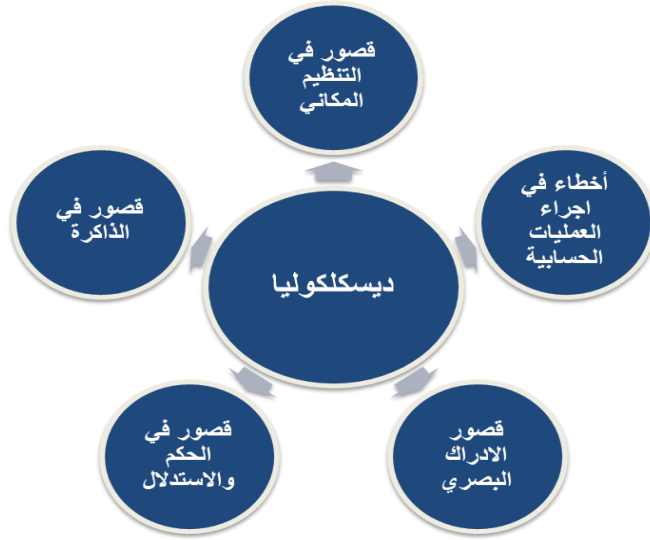 قصور في
التنظيم
المكاني
أخطاء في
اجراء
العمليات
الحسابية
قصور في
الذاكرة
ديسكلكوليا
قصور
الادراك
البصري
قصور في
الحكم
والاستدلال